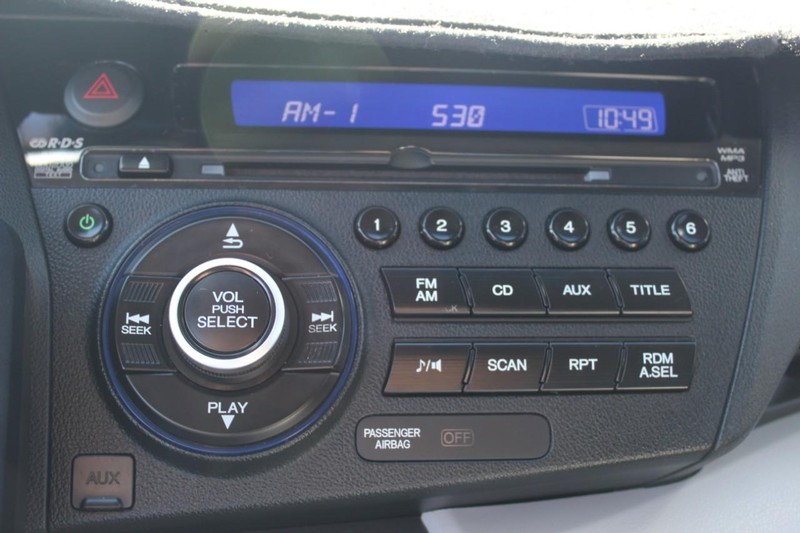 AM-1 530 10:49
R·D·S
WMA
MP3
ANTI
THEFT
1 2 3 4 5 6
VOL
PUSH
SELECT
SEEK
SEEK
PLAY
FM
AM
CD
AUX
TITLE
SCAN
RPT
RDM
A.SEL
PASSENGER
AIRBAG
OFF
AUX